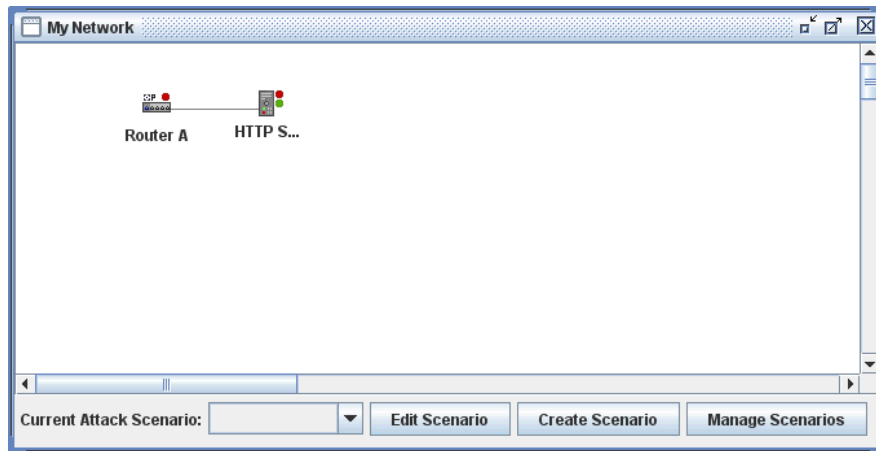 My Network
Router A
HTTP S...
Current Attack Scenario:
Edit Scenario
Create Scenario
Manage Scenarios